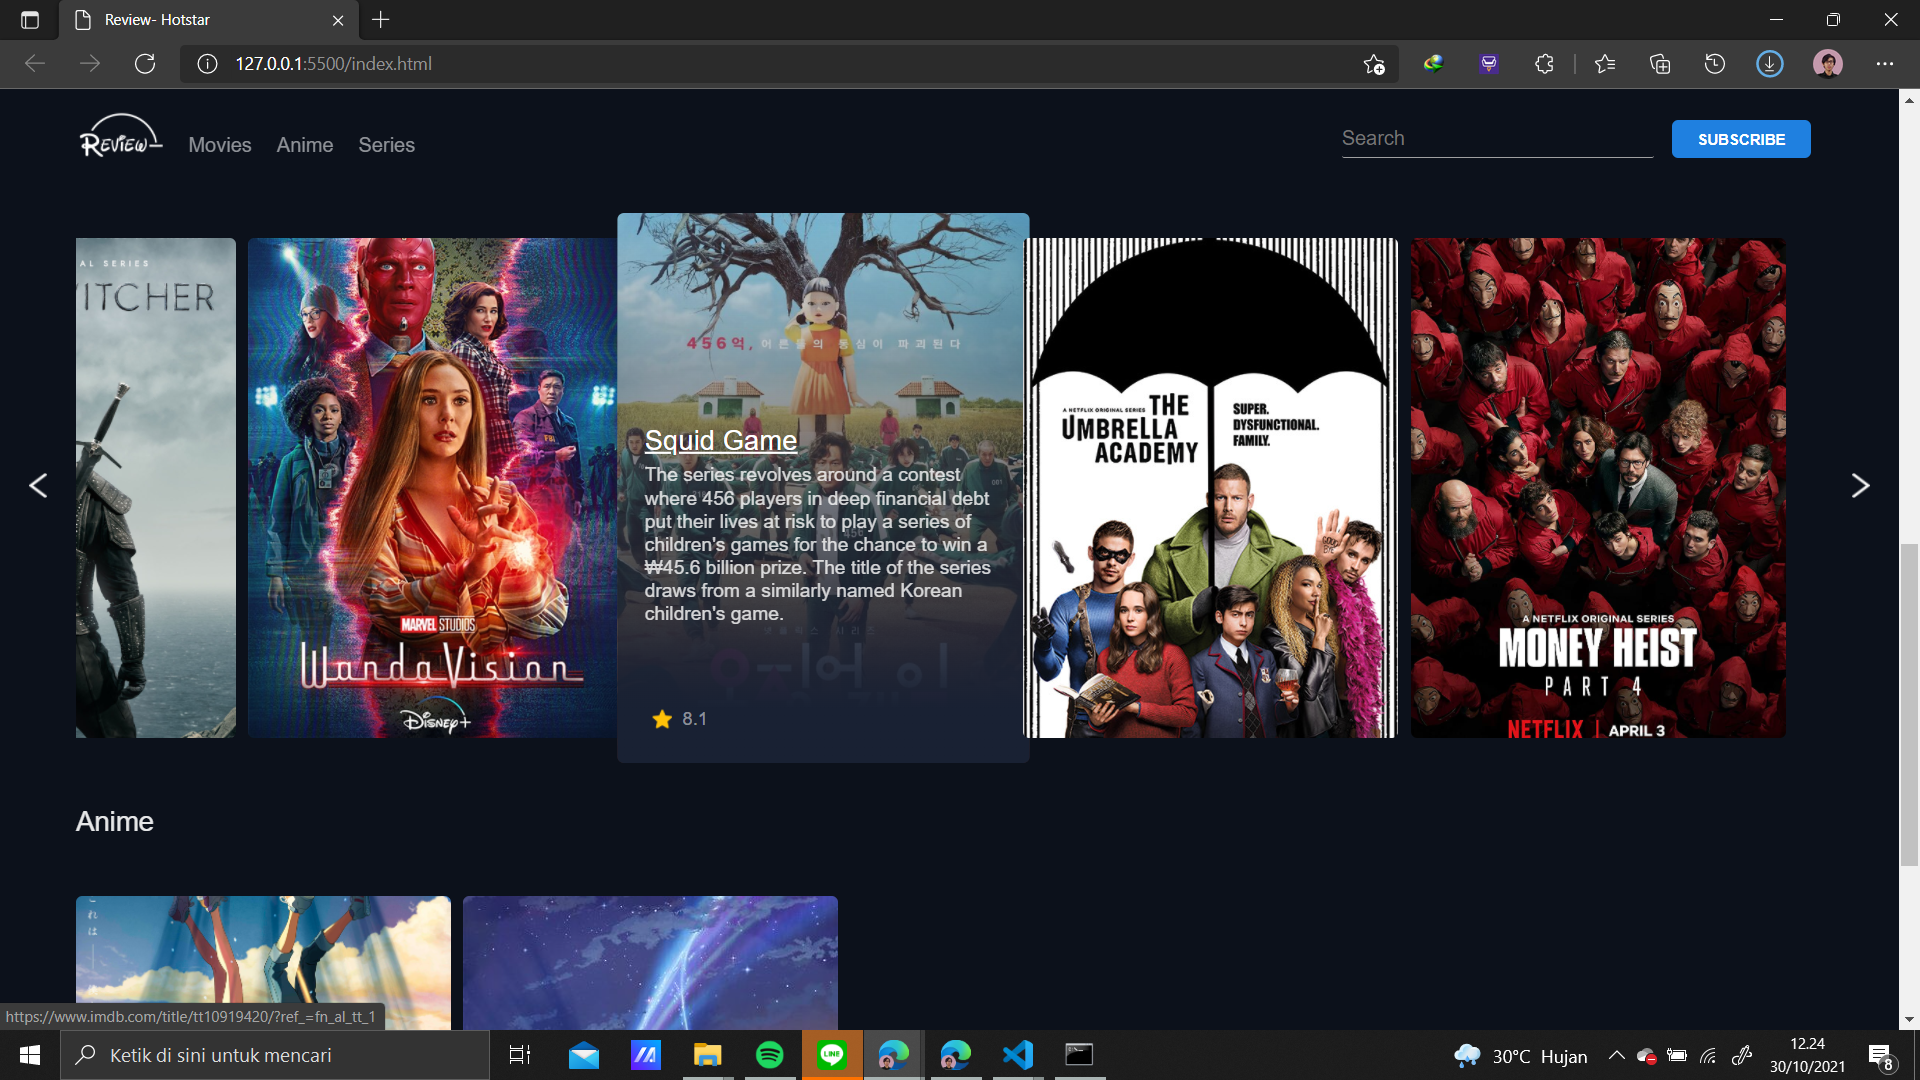 Review- Hotstar
127.0.0.1:5500/index.html
REVIEW
Movies
Anime
Series
Search
SUBSCRIBE
AL SERIES
ITCHER
MARVEL STUDIOS
WandaVision
Disney+
456억, 어른들의 동심이 파괴된다
Squid Game
The series revolves around a contest
where 456 players in deep financial debt
put their lives at risk to play a series of
children's games for the chance to win a
₩45.6 billion prize. The title of the series
draws from a similarly named Korean
children's game.
8.1
A NETFLIX ORIGINAL SERIES
THE
UMBRELLA
ACADEMY
SUPER.
DYSFUNCTIONAL.
FAMILY.
GOOD
BYE
A NETFLIX ORIGINAL SERIES
MONEY HEIST
PART 4
NETFLIX | APRIL 3
Anime
これは
https://www.imdb.com/title/tt10919420/?ref_=fn_al_tt_1
Ketik di sini untuk mencari
LINE
30°C Hujan
12.24
30/10/2021
8